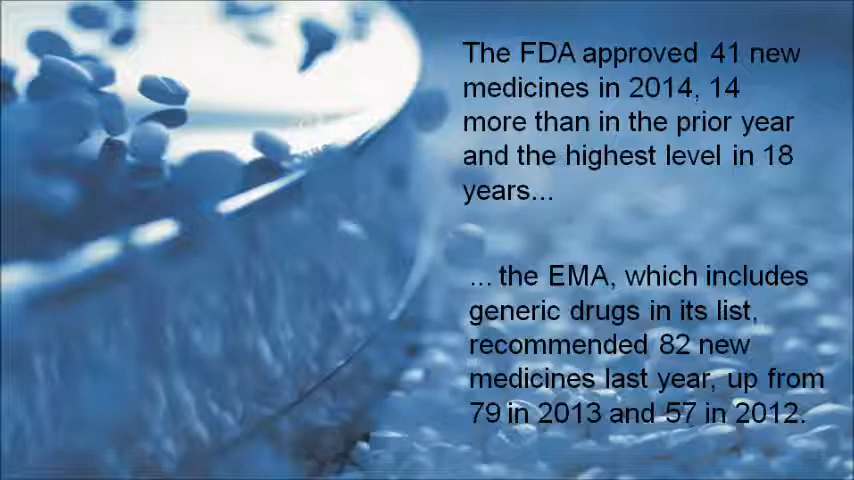 The FDA approved 41 new
medicines in 2014, 14
more than in the prior year
and the highest level in 18
years...
... the EMA, which includes
generic drugs in its list,
recommended 82 new
medicines last year, up from
79 in 2013 and 57 in 2012.